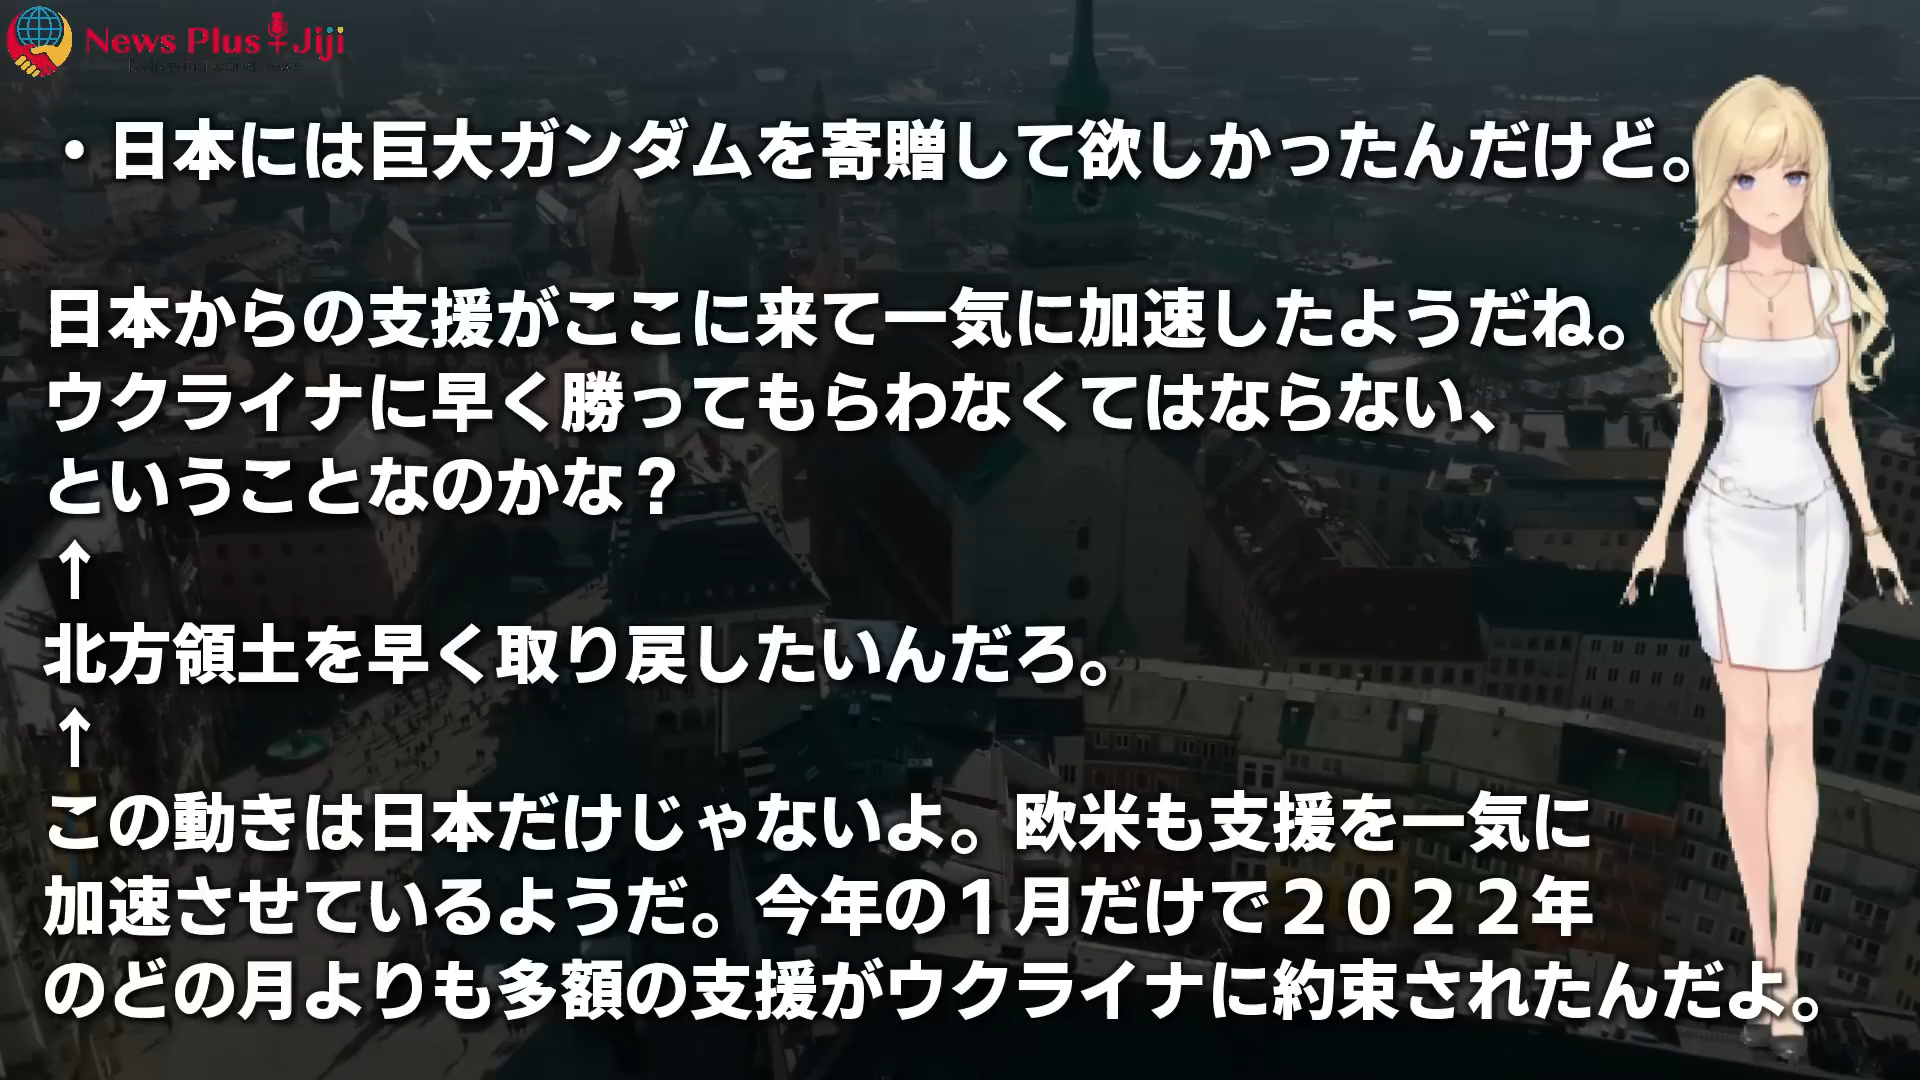 News Plus Jiji
・日本には巨大ガンダムを寄贈して欲しかったんだけど。
日本からの支援がここに来て一気に加速したようだね。
ウクライナに早く勝ってもらわなくてはならない、
ということなのかな？
↑
北方領土を早く取り戻したいんだろ。
↑
この動きは日本だけじゃないよ。欧米も支援を一気に
加速させているようだ。今年の１月だけで２０２２年
のどの月よりも多額の支援がウクライナに約束されたんだよ。